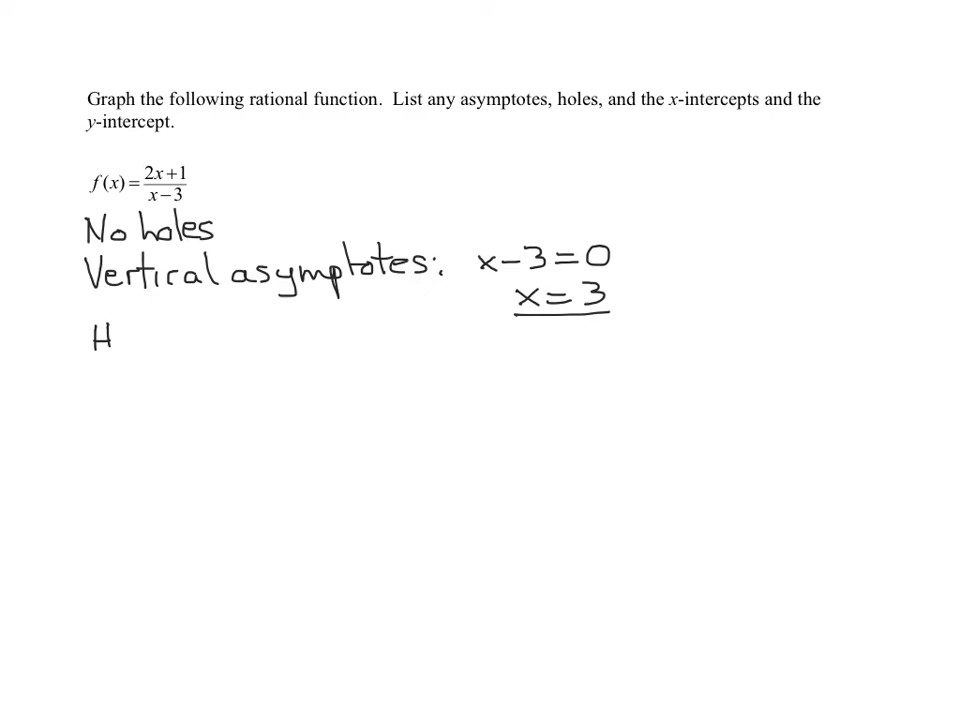 Graph the following rational function.  List any asymptotes, holes, and the x-intercepts and the
y-intercept.
f(x) = (2x+1)/(x−3)
No holes
Vertical asymptotes: x−3=0
x=3
H